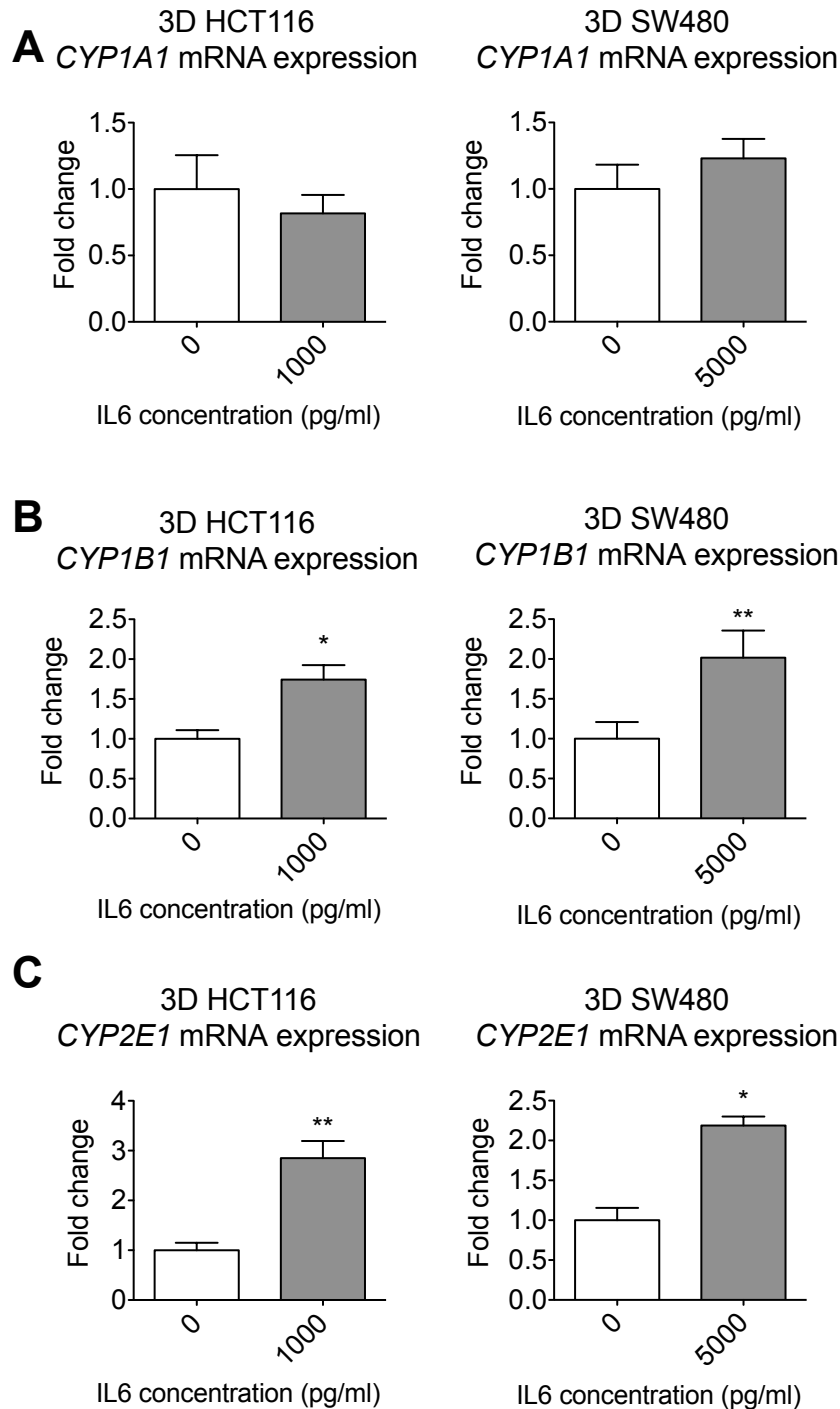 A
3D HCT116
CYP1A1 mRNA expression
Fold change
1.5
1.0
0.5
0.0
0
1000
IL6 concentration (pg/ml)
3D SW480
CYP1A1 mRNA expression
Fold change
1.5
1.0
0.5
0.0
0
5000
IL6 concentration (pg/ml)
B
3D HCT116
CYP1B1 mRNA expression
Fold change
2.5
2.0
1.5
1.0
0.5
0.0
*
0
1000
IL6 concentration (pg/ml)
3D SW480
CYP1B1 mRNA expression
Fold change
2.5
2.0
1.5
1.0
0.5
0.0
**
0
5000
IL6 concentration (pg/ml)
C
3D HCT116
CYP2E1 mRNA expression
Fold change
4
3
2
1
0
**
0
1000
IL6 concentration (pg/ml)
3D SW480
CYP2E1 mRNA expression
Fold change
2.5
2.0
1.5
1.0
0.5
0.0
*
0
5000
IL6 concentration (pg/ml)